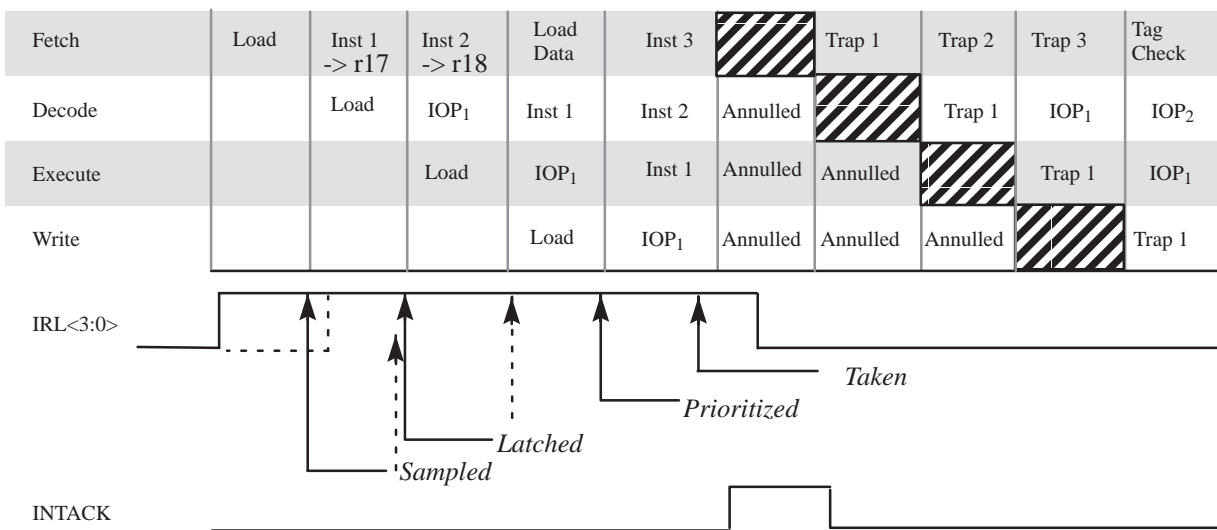 Fetch Load Inst 1 -> r17 Inst 2 -> r18 Load Data Inst 3 Trap 1 Trap 2 Trap 3 Tag Check
Decode Load IOP1 Inst 1 Inst 2 Annulled Trap 1 IOP1 IOP2
Execute Load IOP1 Inst 1 Annulled Annulled Trap 1 IOP1
Write Load IOP1 Annulled Annulled Annulled Trap 1
IRL<3:0>
Taken
Prioritized
Latched
Sampled
INTACK